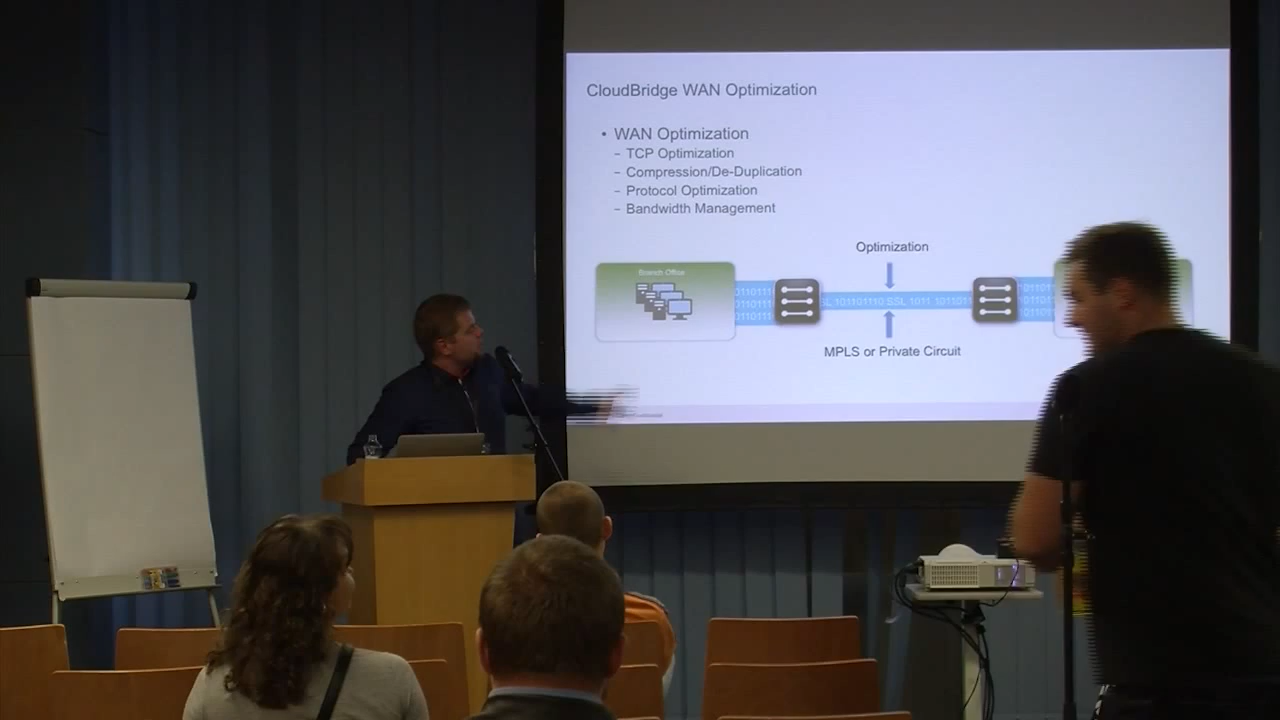 CloudBridge WAN Optimization
• WAN Optimization
– TCP Optimization
– Compression/De-Duplication
– Protocol Optimization
– Bandwidth Management
Optimization
Branch Office
MPLS or Private Circuit